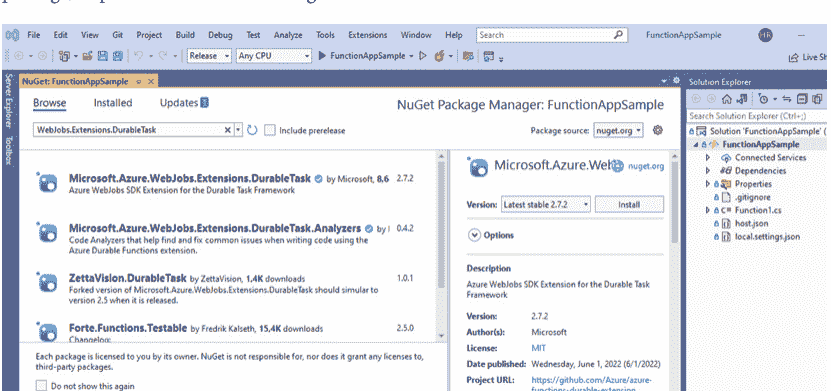 File Edit View Git Project Build Debug Test Analyze Tools Extensions Window Help Search FunctionAppSample MR
Release Any CPU FunctionAppSample Live Sh
Server Explorer
Toolbox
NuGet: FunctionAppSample
Browse Installed Updates
NuGet Package Manager: FunctionAppSample
WebJobs.Extensions.DurableTask Include prerelease Package source: nuget.org
Microsoft.Azure.WebJobs.Extensions.DurableTask by Microsoft, 8,6 2.7.2
Azure WebJobs SDK Extension for the Durable Task Framework
Microsoft.Azure.WebJobs.Extensions.DurableTask.Analyzers by 0.4.2
Code Analyzers that help find and fix common issues when writing code using the
Azure Durable Functions extension.
ZettaVision.DurableTask by ZettaVision, 1,4K downloads 1.0.1
Forked version of Microsoft.Azure.WebJobs.Extensions.DurableTask should simular to
version 2.5 when it is released.
Forte.Functions.Testable by Fredrik Kalseth, 15,4K downloads 2.5.0
Changelog:
Each package is licensed to you by its owner. NuGet is not responsible, nor does it grant any licenses to,
third-party packages.
Do not show this again
Microsoft.Azure.Web nuget.org
Version: Latest stable 2.7.2 Install
Options
Description
Azure WebJobs SDK Extension for the Durable Task
Framework
Version: 2.7.2
Author(s): Microsoft
License: MIT
Date published: Wednesday, June 1, 2022 (6/1/2022)
Project URL: https://github.com/Azure/azure-
functions-durable-extension
Solution Explorer
Search Solution Explorer (Ctrl+;)
Solution 'FunctionAppSample' (
FunctionAppSample
Connected Services
Dependencies
Properties
.gitignore
Function1.cs
host.json
local.settings.json